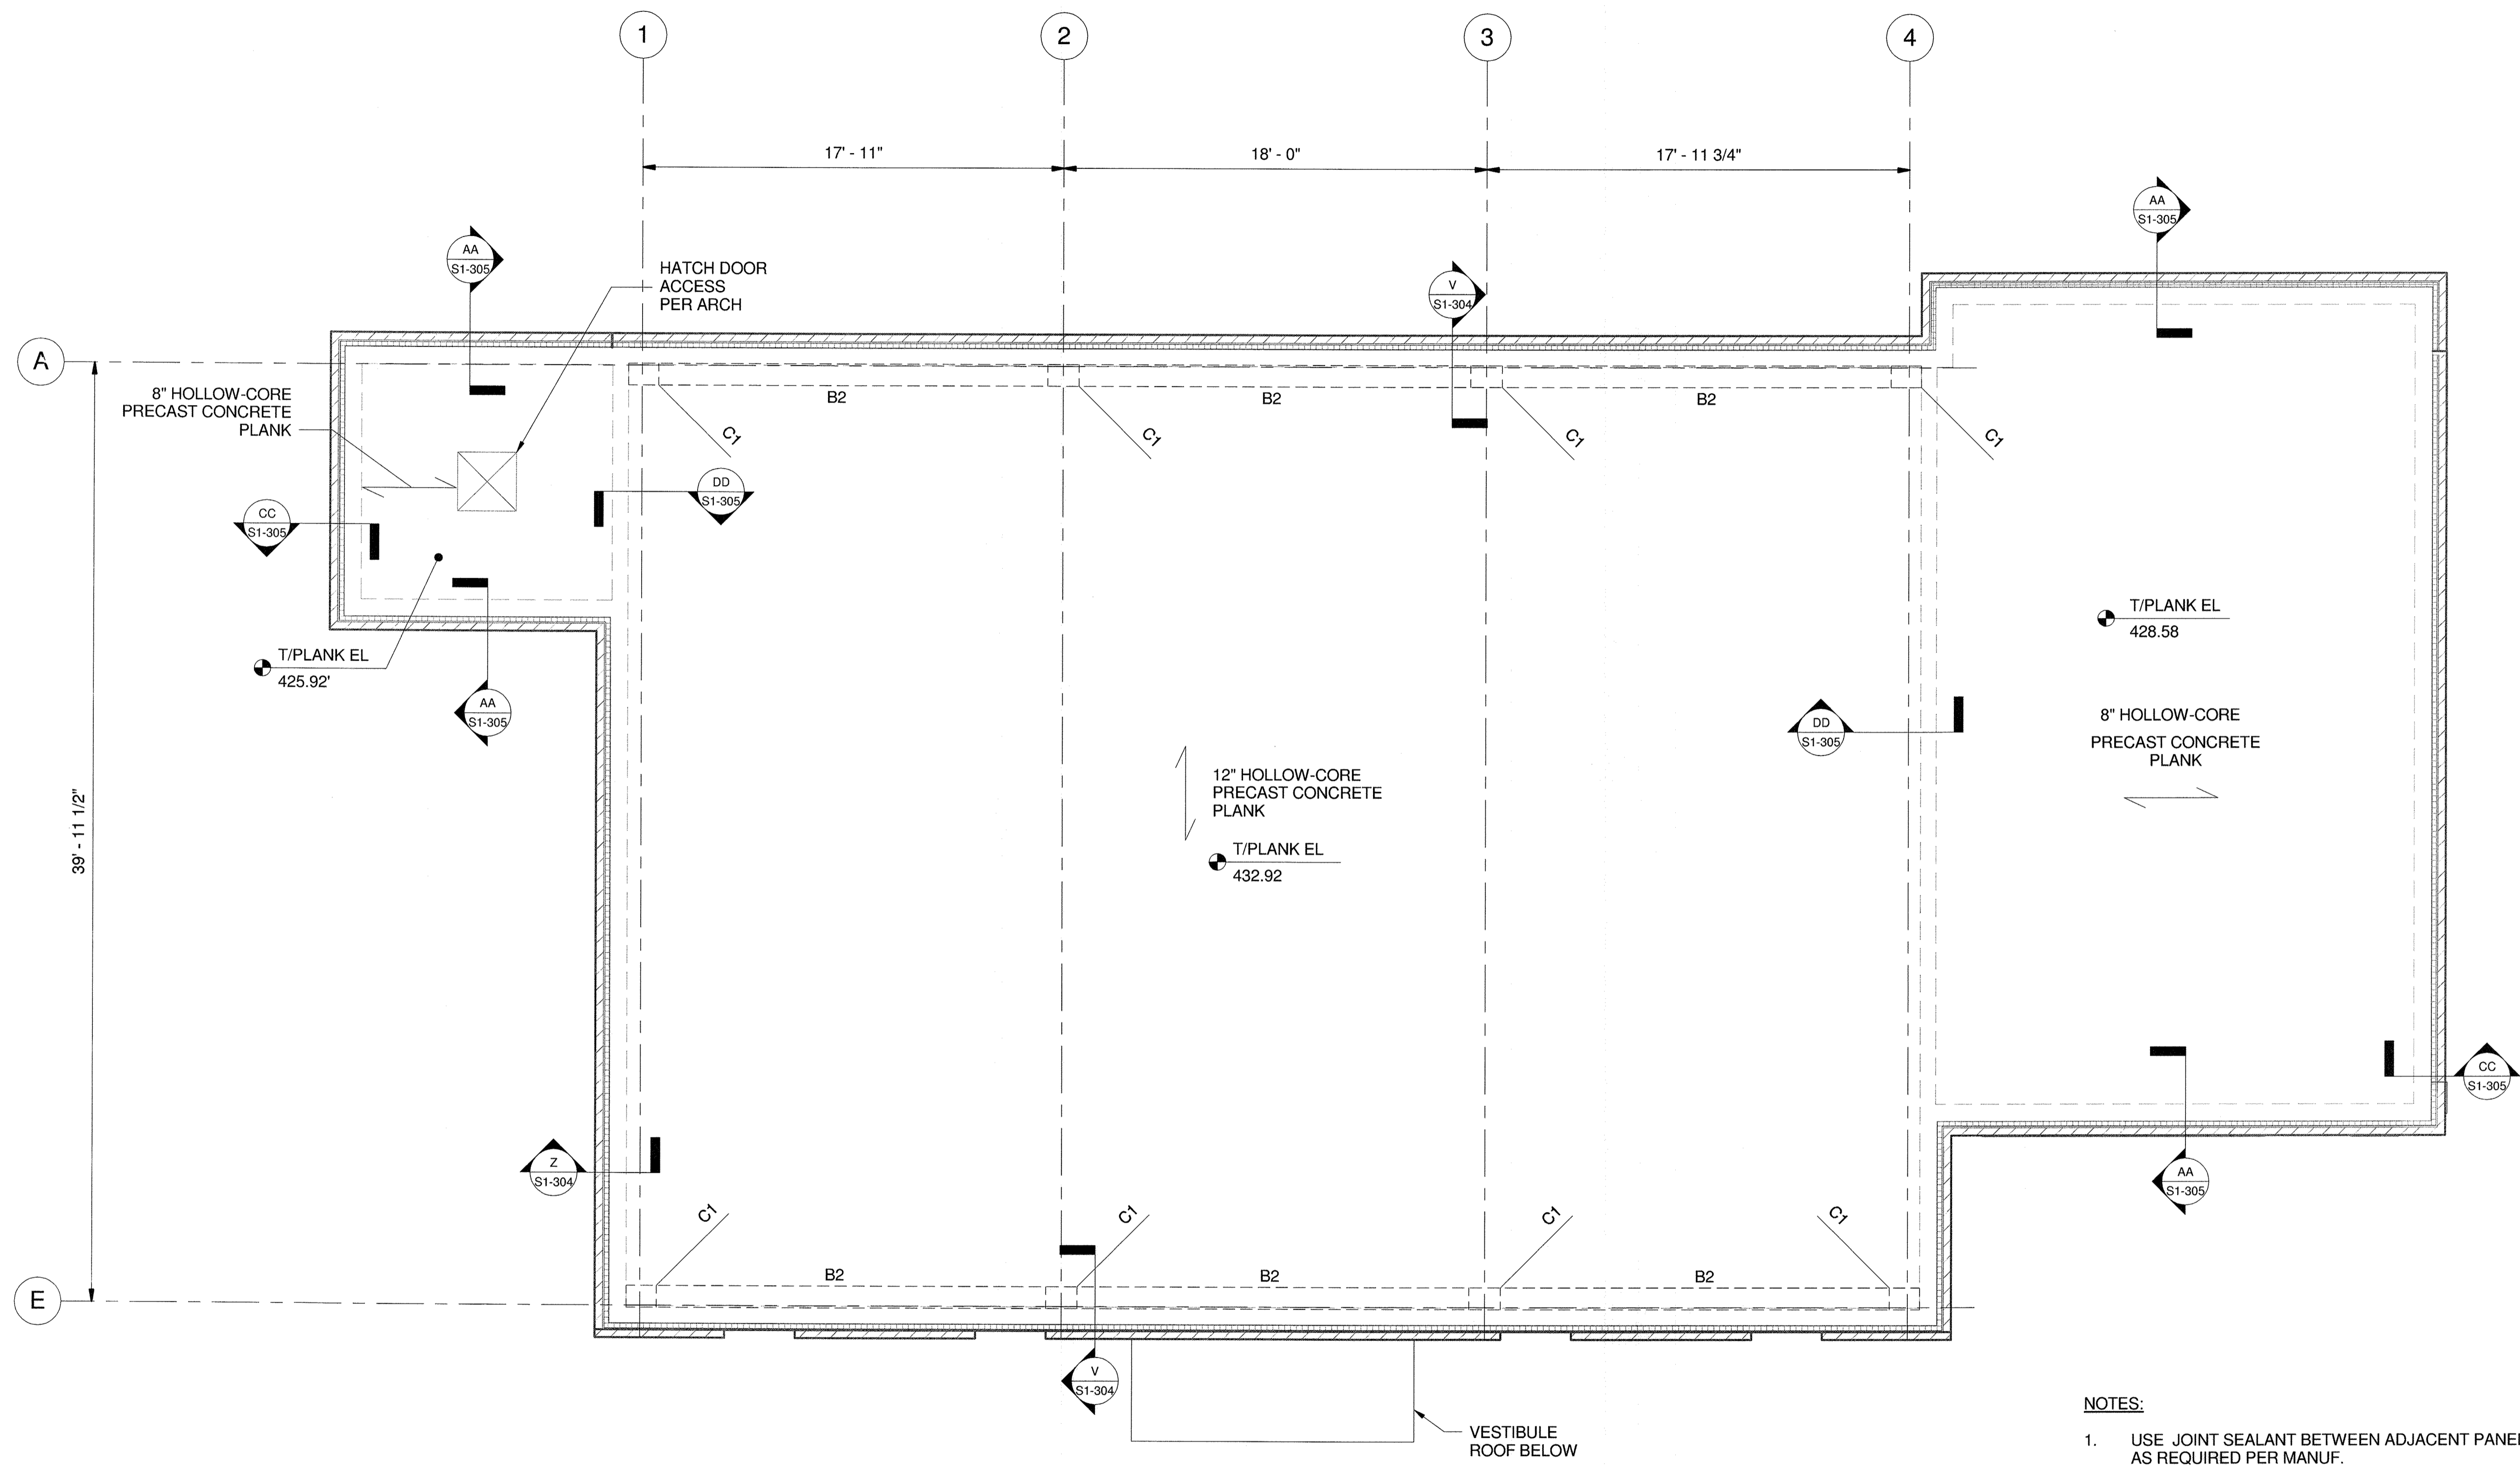 1
2
3
4
17' - 11"
18' - 0"
17' - 11 3/4"
AA
S1-305
AA
S1-305
HATCH DOOR
ACCESS
PER ARCH
V
S1-304
A
8" HOLLOW-CORE
PRECAST CONCRETE
PLANK
B2
B2
B2
C1
C1
C1
C1
DD
S1-305
CC
S1-305
T/PLANK EL
425.92'
AA
S1-305
T/PLANK EL
428.58
DD
S1-305
8" HOLLOW-CORE
PRECAST CONCRETE
PLANK
39' - 11 1/2"
12" HOLLOW-CORE
PRECAST CONCRETE
PLANK
T/PLANK EL
432.92
CC
S1-305
Z
S1-304
AA
S1-305
C1
C1
C1
C1
B2
B2
B2
E
V
S1-304
VESTIBULE
ROOF BELOW
NOTES:
1. USE JOINT SEALANT BETWEEN ADJACENT PANE
AS REQUIRED PER MANUF.